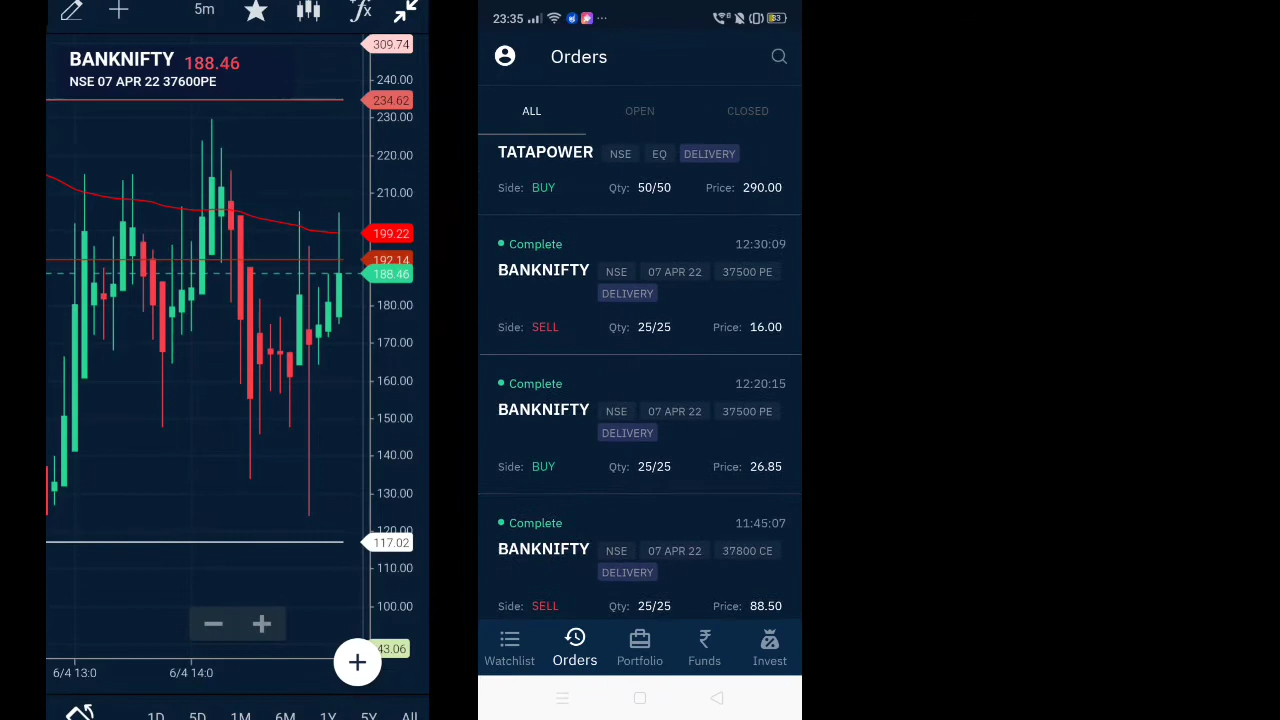 5m
BANKNIFTY 188.46
NSE 07 APR 22 37600PE
309.74
240.00
234.62
230.00
220.00
210.00
199.22
192.14
188.46
180.00
170.00
160.00
150.00
140.00
130.00
120.00
117.02
110.00
100.00
43.06
6/4 13:0
6/4 14:0
1D 5D 1M 6M 1Y 5Y All
23:35
33
Orders
ALL OPEN CLOSED
TATAPOWER NSE EQ DELIVERY
Side: BUY Qty: 50/50 Price: 290.00
Complete 12:30:09
BANKNIFTY NSE 07 APR 22 37500 PE
DELIVERY
Side: SELL Qty: 25/25 Price: 16.00
Complete 12:20:15
BANKNIFTY NSE 07 APR 22 37500 PE
DELIVERY
Side: BUY Qty: 25/25 Price: 26.85
Complete 11:45:07
BANKNIFTY NSE 07 APR 22 37800 CE
DELIVERY
Side: SELL Qty: 25/25 Price: 88.50
Watchlist Orders Portfolio Funds Invest